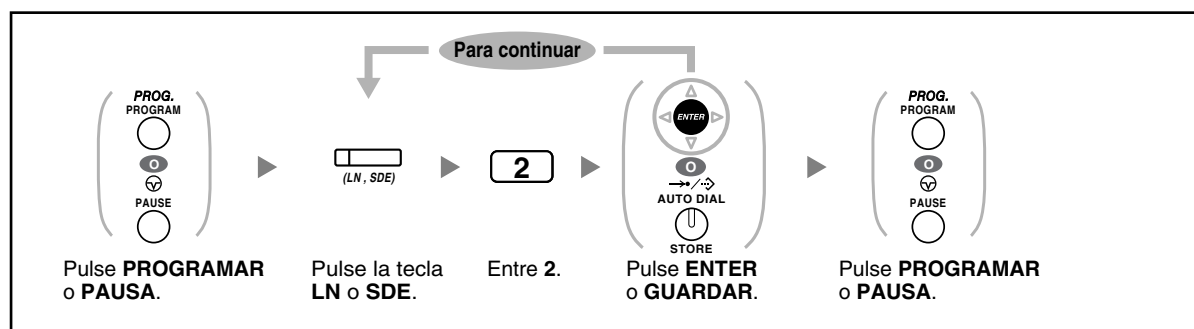 Para continuar
PROG.
PROGRAM
O
PAUSE
Pulse PROGRAMAR
o PAUSA.
(LN , SDE)
Pulse la tecla
LN o SDE.
2
Entre 2.
ENTER
O
AUTO DIAL
STORE
Pulse ENTER
o GUARDAR.
PROG.
PROGRAM
O
PAUSE
Pulse PROGRAMAR
o PAUSA.